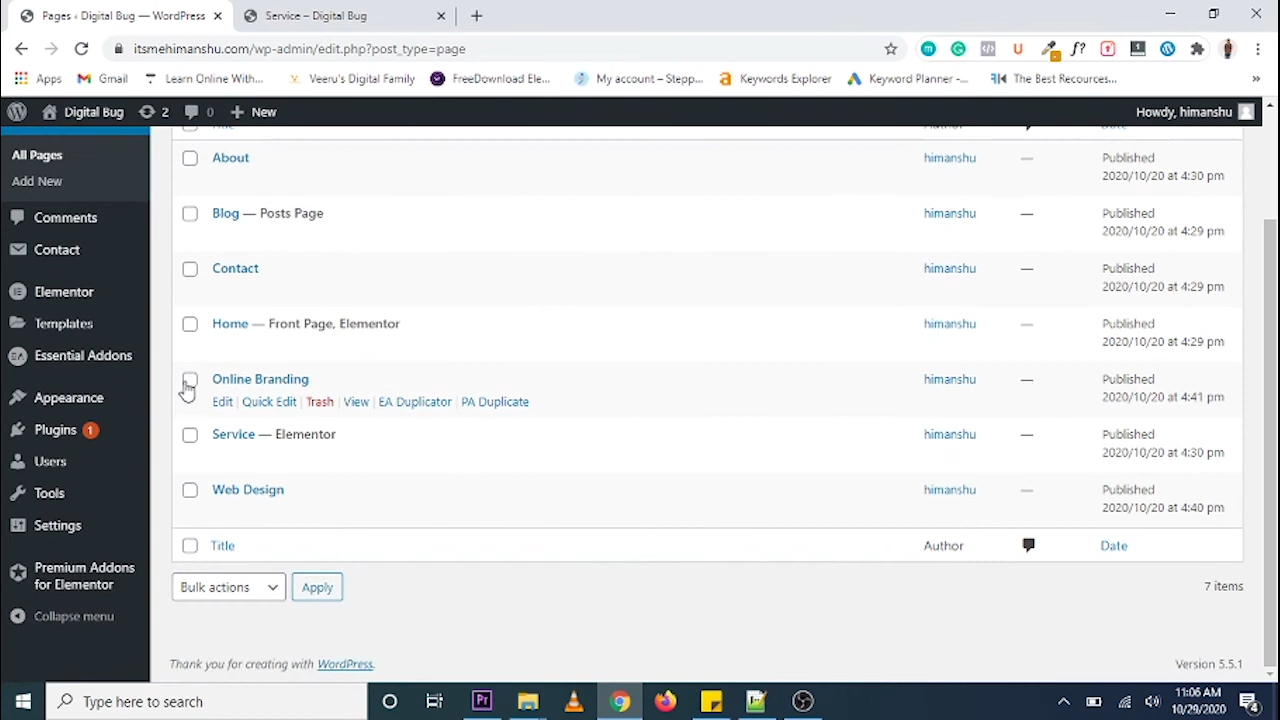 Pages ‹ Digital Bug — WordPress
Service – Digital Bug
itsmehimanshu.com/wp-admin/edit.php?post_type=page
Apps
Gmail
Learn Online With...
Veeru's Digital Family
FreeDownload Ele...
My account – Stepp...
Keywords Explorer
Keyword Planner -...
The Best Recources...
Digital Bug
2
0
New
Howdy, himanshu
Title
Author
Date
All Pages
Add New
Comments
Contact
Elementor
Templates
Essential Addons
Appearance
Plugins 1
Users
Tools
Settings
Premium Addons
for Elementor
Collapse menu
About
himanshu
—
Published
2020/10/20 at 4:30 pm
Blog — Posts Page
himanshu
—
Published
2020/10/20 at 4:29 pm
Contact
himanshu
—
Published
2020/10/20 at 4:29 pm
Home — Front Page, Elementor
himanshu
—
Published
2020/10/20 at 4:29 pm
Online Branding
Edit | Quick Edit | Trash | View | EA Duplicator | PA Duplicate
himanshu
—
Published
2020/10/20 at 4:41 pm
Service — Elementor
himanshu
—
Published
2020/10/20 at 4:30 pm
Web Design
himanshu
—
Published
2020/10/20 at 4:40 pm
Title
Author
Date
Bulk actions
Apply
7 items
Thank you for creating with WordPress.
Version 5.5.1
Type here to search
Pr
11:06 AM
10/29/2020
4